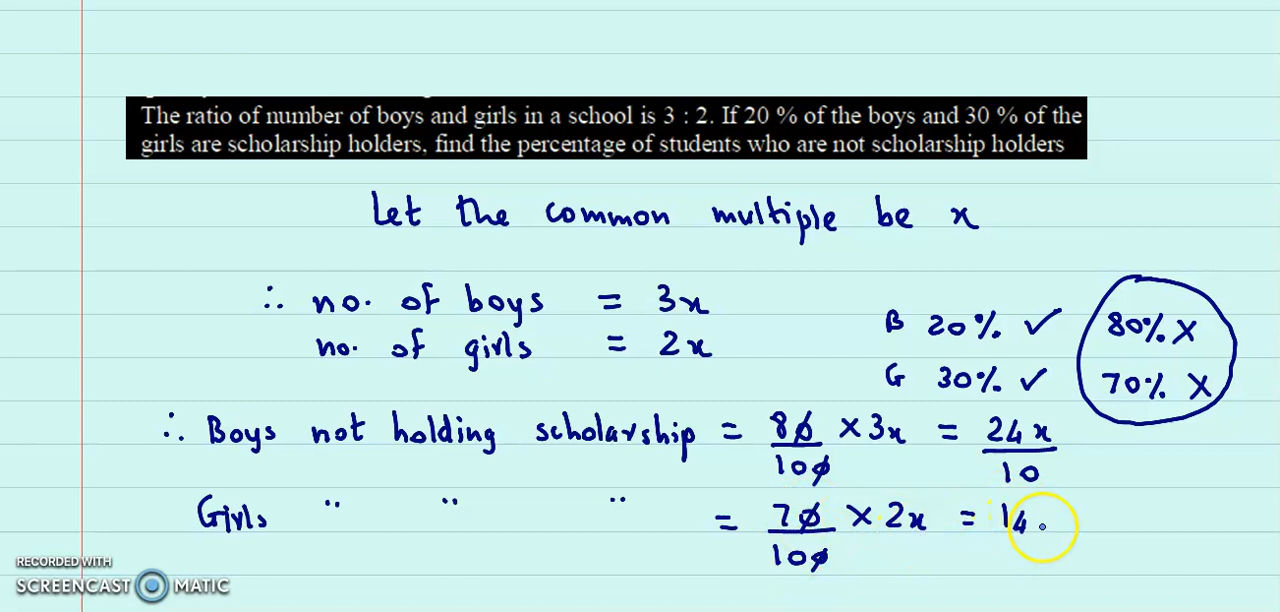 The ratio of number of boys and girls in a school is 3 : 2. If 20 % of the boys and 30 % of the
girls are scholarship holders, find the percentage of students who are not scholarship holders
Let the common multiple be x
∴ no. of boys = 3x
no. of girls = 2x
B 20% ✓ 80% X
G 30% ✓ 70% X
∴ Boys not holding scholarship = 80/100 × 3x = 24x/10
Girls " " " = 70/100 × 2x = 14
RECORDED WITH
SCREENCAST MATIC